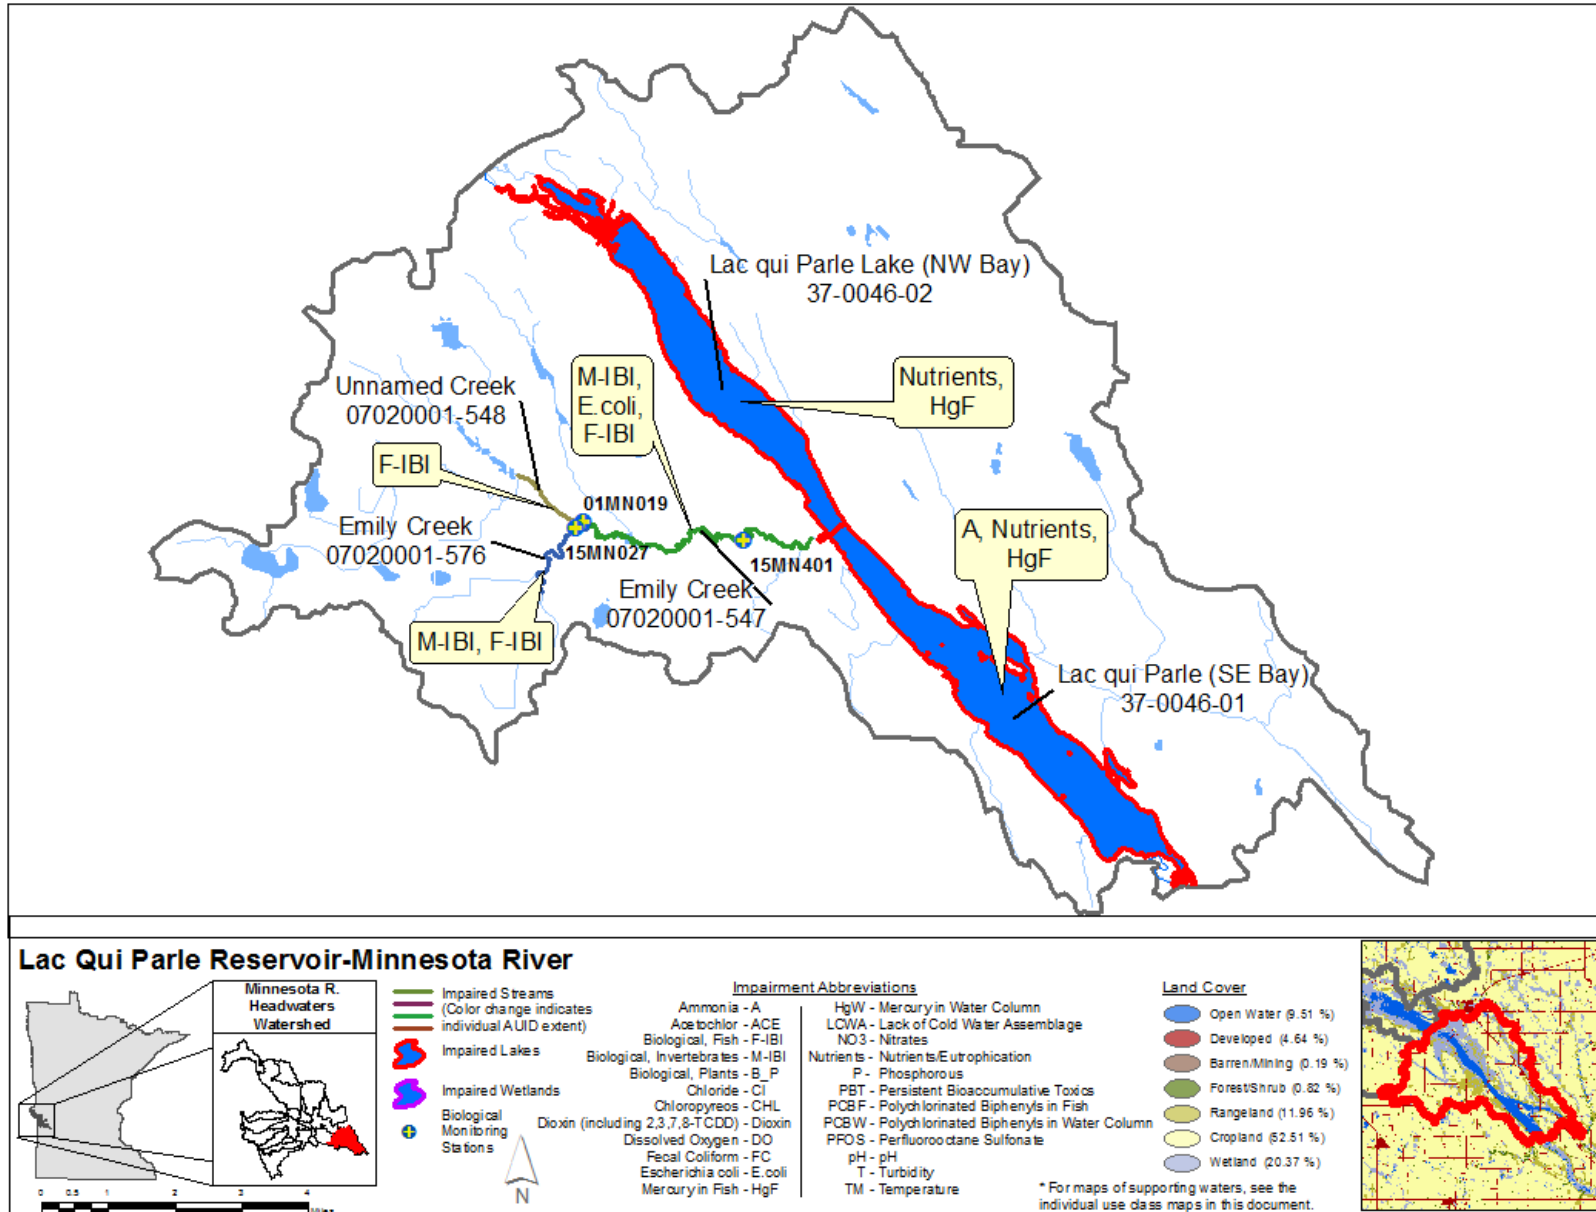 Lac qui Parle Lake (NW Bay)
37-0046-02
Nutrients,
HgF
M-IBI,
E.coli,
F-IBI
Unnamed Creek
07020001-548
F-IBI
01MN019
Emily Creek
07020001-576
15MN027
15MN401
Emily Creek
07020001-547
M-IBI, F-IBI
A, Nutrients,
HgF
Lac qui Parle (SE Bay)
37-0046-01
Lac Qui Parle Reservoir-Minnesota River
Minnesota R.
Headwaters
Watershed
0 0.5 1 2 3 4
Miles
Impaired Streams
(Color change indicates
individual AUID extent)
Impaired Lakes
Impaired Wetlands
Biological
Monitoring
Stations
N
Impairment Abbreviations
Ammonia - A
Acetochlor - ACE
Biological, Fish - F-IBI
Biological, Invertebrates - M-IBI
Biological, Plants - B_P
Chloride - Cl
Chloropyreos - CHL
Dioxin (including 2,3,7,8-TCDD) - Dioxin
Dissolved Oxygen - DO
Fecal Coliform - FC
Escherichia coli - E.coli
Mercury in Fish - HgF
HgW - Mercury in Water Column
LCWA - Lack of Cold Water Assemblage
NO3 - Nitrates
Nutrients - Nutrients/Eutrophication
P - Phosphorous
PBT - Persistent Bioaccumulative Toxics
PCBF - Polychlorinated Biphenyls in Fish
PCBW - Polychlorinated Biphenyls in Water Column
PFOS - Perfluorooctane Sulfonate
pH - pH
T - Turbidity
TM - Temperature
Land Cover
Open Water (9.51 %)
Developed (4.64 %)
Barren/Mining (0.19 %)
Forest/Shrub (0.82 %)
Rangeland (11.96 %)
Cropland (52.51 %)
Wetland (20.37 %)
* For maps of supporting waters, see the
individual use class maps in this document.